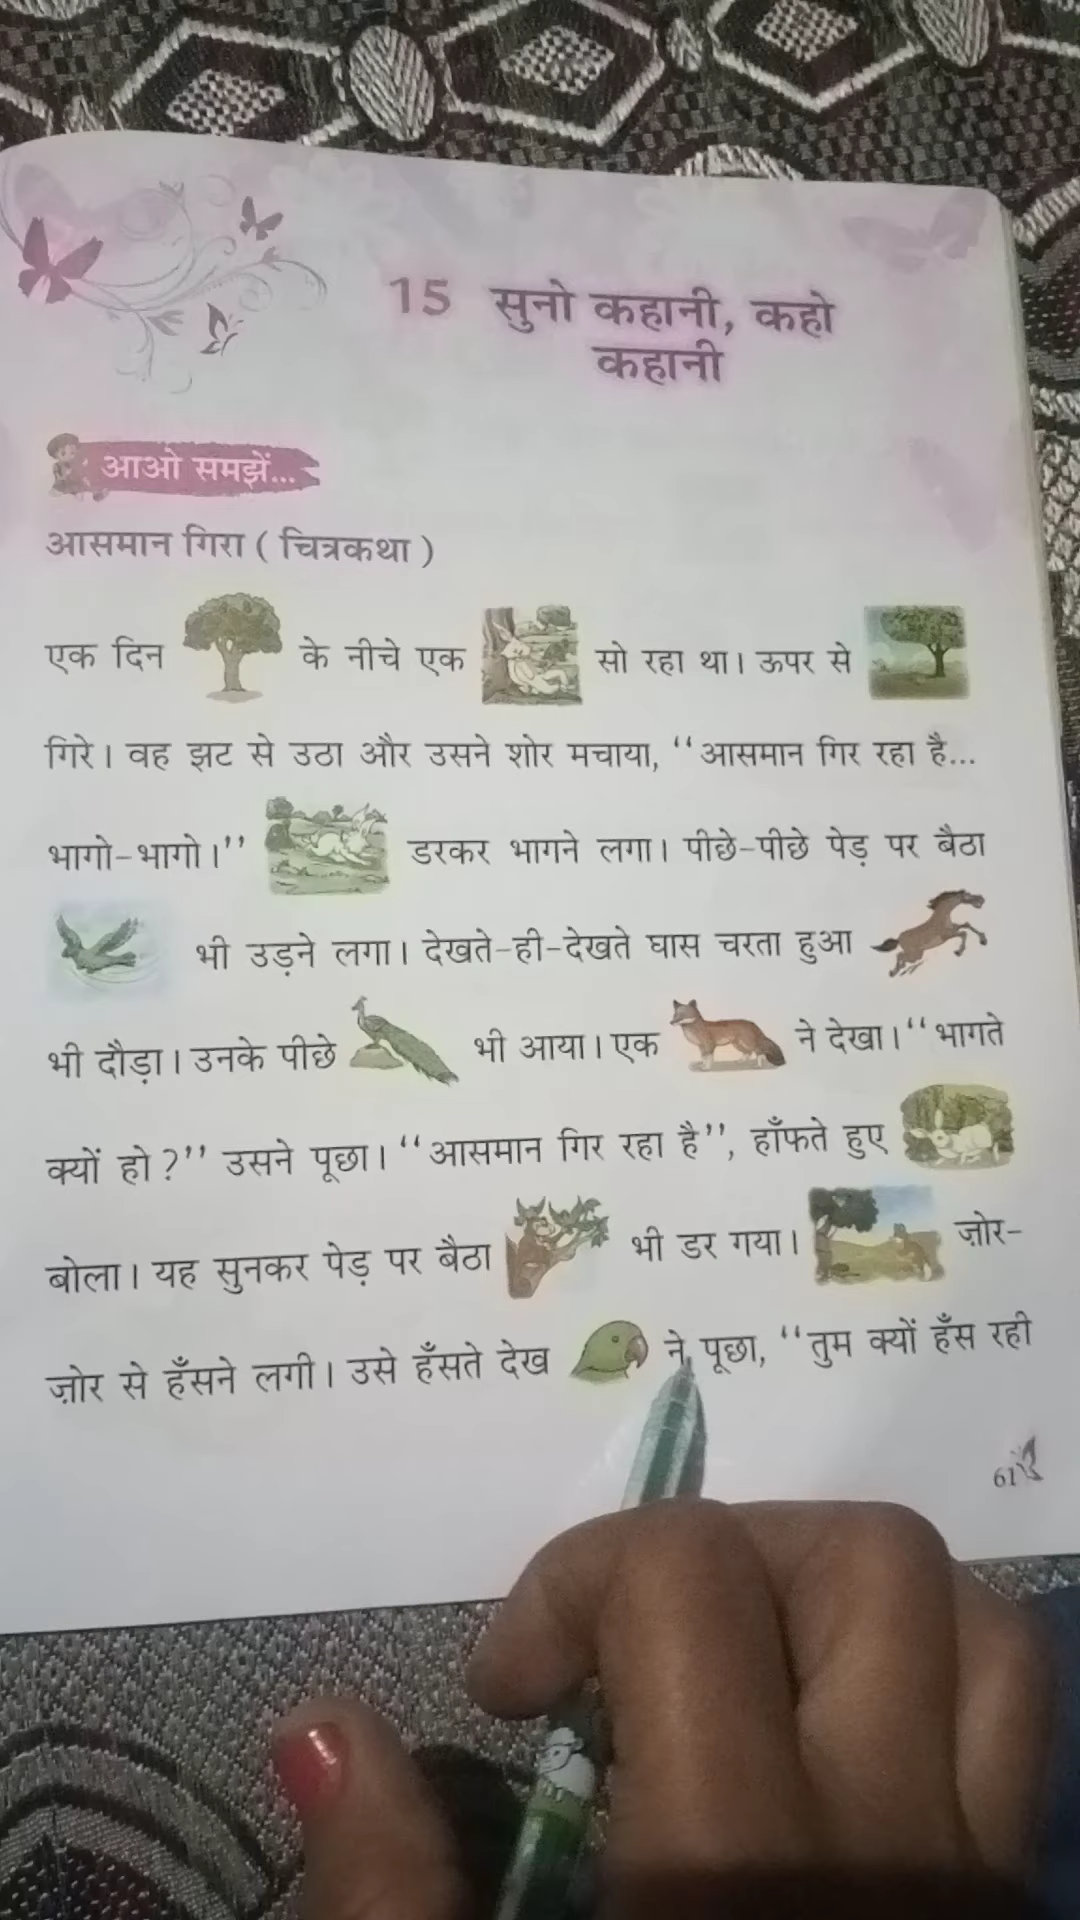 15 सुनो कहानी, कहो
कहानी
आओ समझें...
आसमान गिरा ( चित्रकथा )
एक दिन के नीचे एक सो रहा था। ऊपर से
गिरे। वह झट से उठा और उसने शोर मचाया, ‘‘आसमान गिर रहा है...
भागो-भागो।’’ डरकर भागने लगा। पीछे-पीछे पेड़ पर बैठा
भी उड़ने लगा। देखते-ही-देखते घास चरता हुआ
भी दौड़ा। उनके पीछे भी आया। एक ने देखा। ‘‘भागते
क्यों हो ?’’ उसने पूछा। ‘‘आसमान गिर रहा है’’, हाँफते हुए
बोला। यह सुनकर पेड़ पर बैठा भी डर गया। ज़ोर-
ज़ोर से हँसने लगी। उसे हँसते देख ने पूछा, ‘‘तुम क्यों हँस रही
61